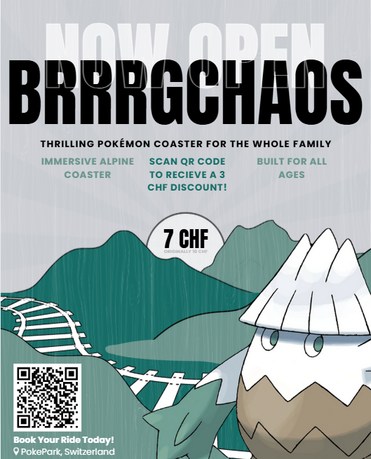 NOW OPEN
BRRRGCHAOS
THRILLING POKÉMON COASTER FOR THE WHOLE FAMILY
IMMERSIVE ALPINE
COASTER
SCAN QR CODE
TO RECIEVE A 3
CHF DISCOUNT!
BUILT FOR ALL
AGES
7 CHF
Book Your Ride Today!
PokePark, Switzerland